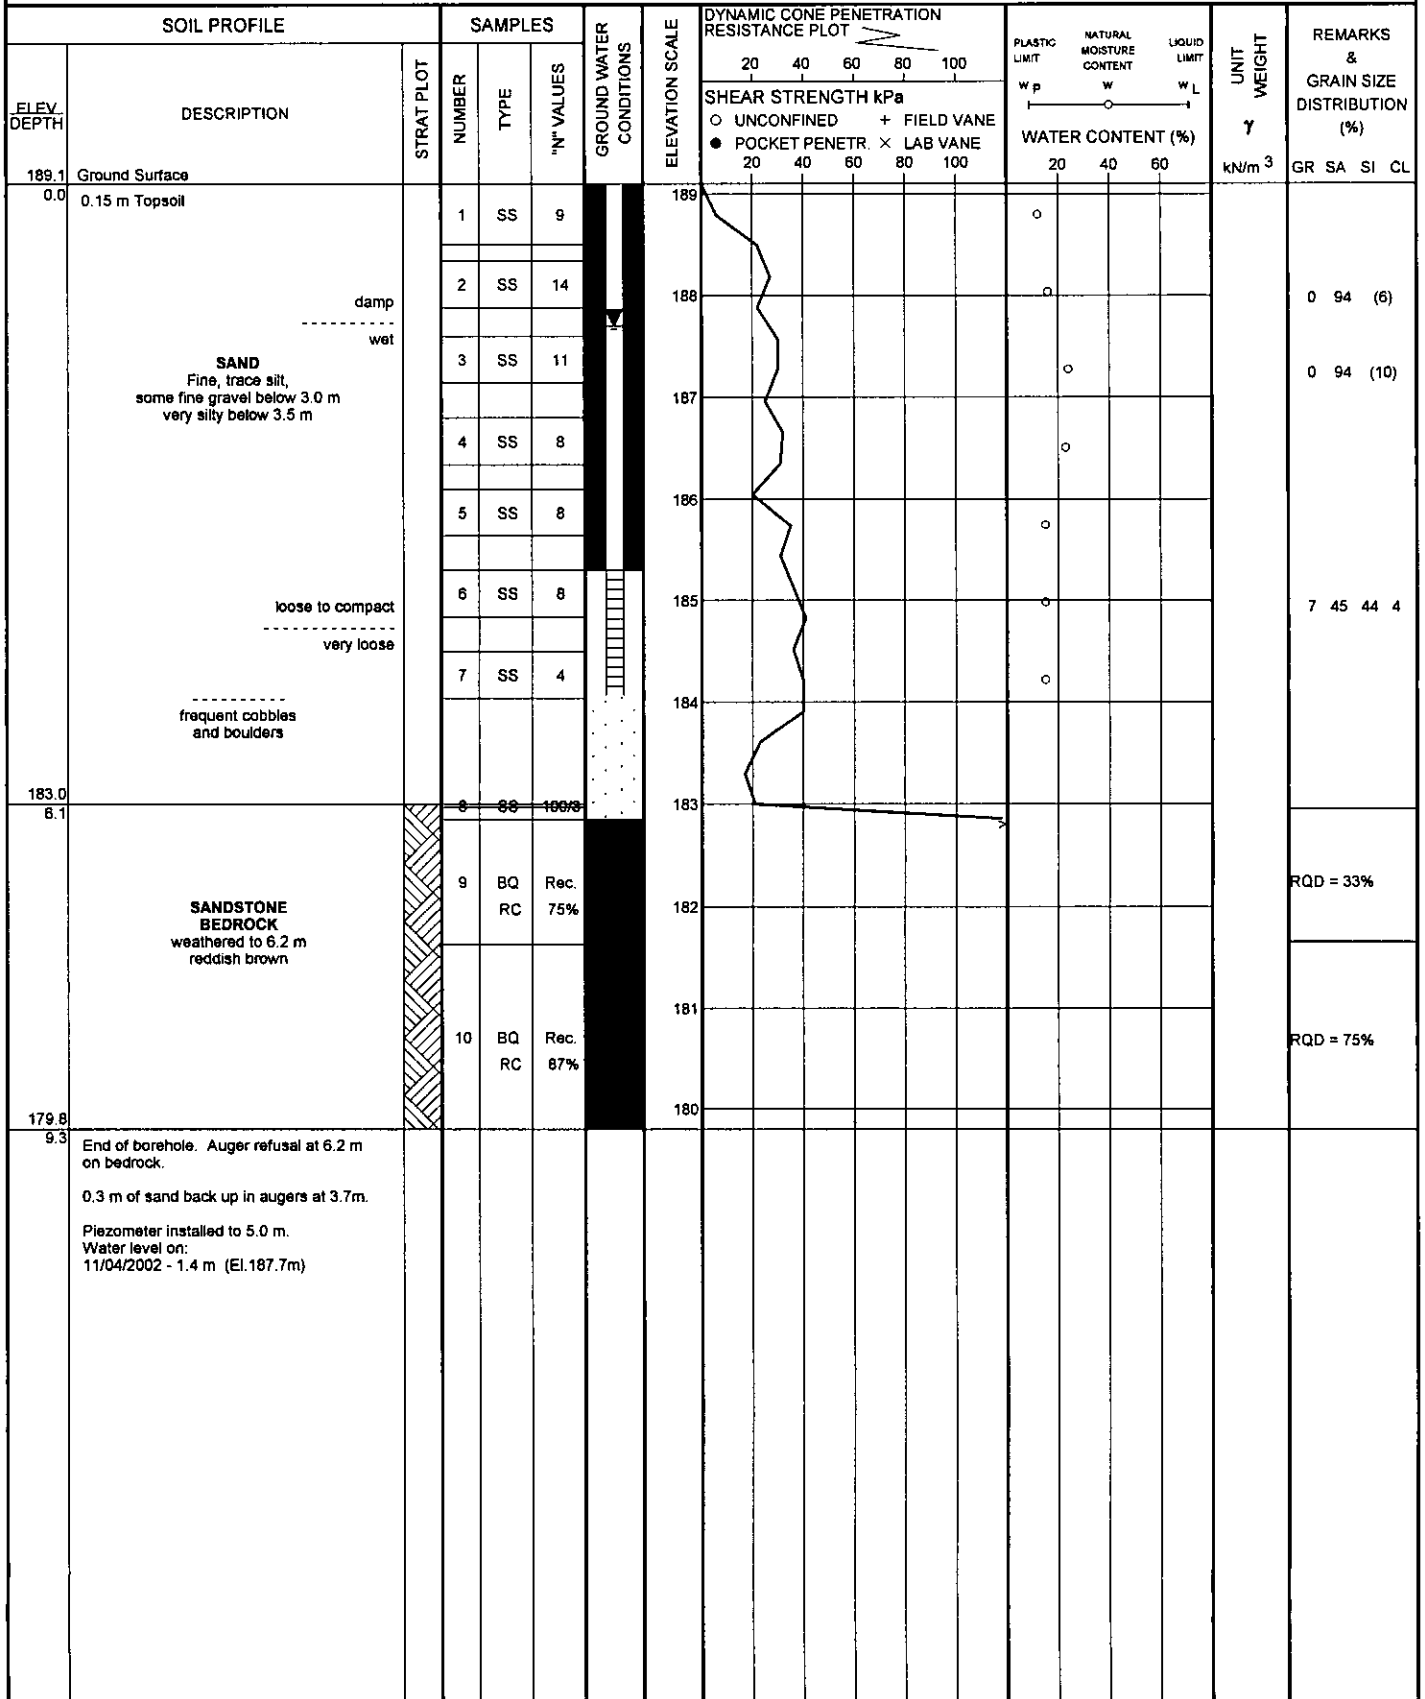 SOIL PROFILE
SAMPLES
GROUND WATER
CONDITIONS
ELEVATION SCALE
DYNAMIC CONE PENETRATION
RESISTANCE PLOT
20 40 60 80 100
SHEAR STRENGTH kPa
○ UNCONFINED + FIELD VANE
● POCKET PENETR. × LAB VANE
20 40 60 80 100
PLASTIC LIMIT
NATURAL MOISTURE CONTENT
LIQUID LIMIT
W P W W L
WATER CONTENT (%)
20 40 60
UNIT WEIGHT
γ
kN/m 3
REMARKS
&
GRAIN SIZE
DISTRIBUTION
(%)
GR SA SI CL
ELEV
DEPTH
DESCRIPTION
STRAT PLOT
NUMBER
TYPE
"N" VALUES
189.1 Ground Surface
0.0 0.15 m Topsoil
189
1 SS 9
2 SS 14
damp
188
0 94 (6)
wet
3 SS 11
0 94 (10)
SAND
Fine, trace silt,
some fine gravel below 3.0 m
very silty below 3.5 m
187
4 SS 8
186
5 SS 8
6 SS 8
185
loose to compact
7 45 44 4
very loose
7 SS 4
184
frequent cobbles
and boulders
183.0
6.1
8 SS 100/3
183
9 BQ Rec.
RC 75%
RQD = 33%
182
SANDSTONE
BEDROCK
weathered to 6.2 m
reddish brown
181
10 BQ Rec.
RC 87%
RQD = 75%
180
179.8
9.3
End of borehole. Auger refusal at 6.2 m
on bedrock.
0.3 m of sand back up in augers at 3.7m.
Piezometer installed to 5.0 m.
Water level on:
11/04/2002 - 1.4 m (El.187.7m)